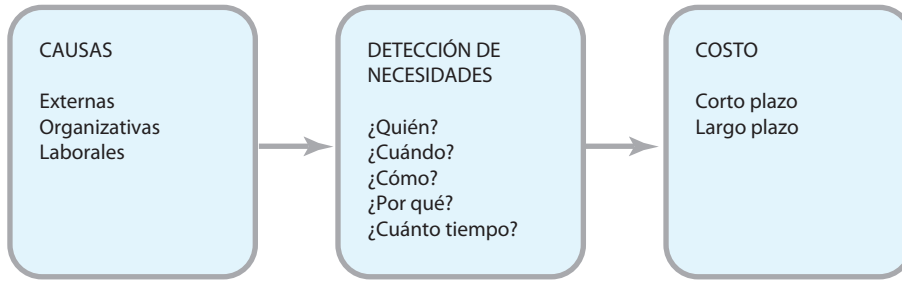 CAUSAS
Externas
Organizativas
Laborales
DETECCIÓN DE
NECESIDADES
¿Quién?
¿Cuándo?
¿Cómo?
¿Por qué?
¿Cuánto tiempo?
COSTO
Corto plazo
Largo plazo